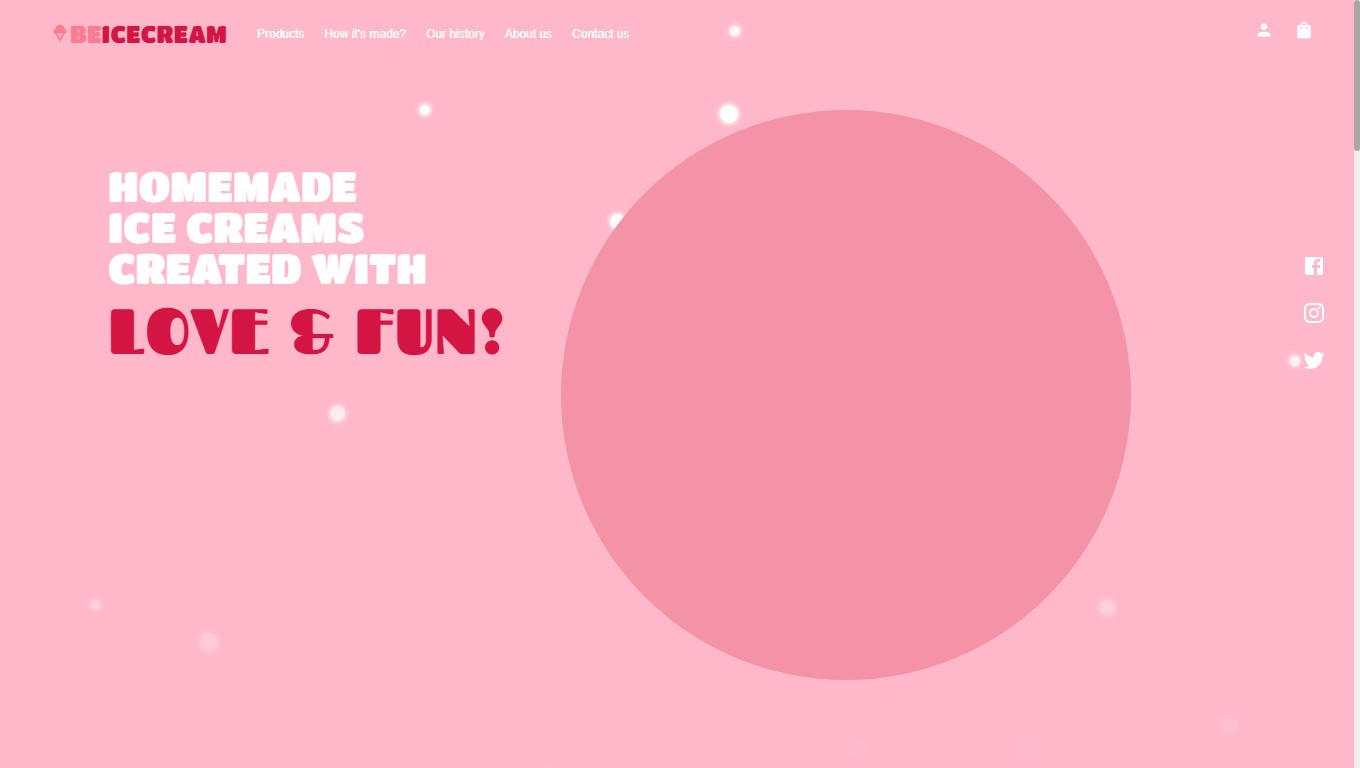 BEICECREAM
Products
How it's made?
Our history
About us
Contact us
HOMEMADE
ICE CREAMS
CREATED WITH
LOVE & FUN!